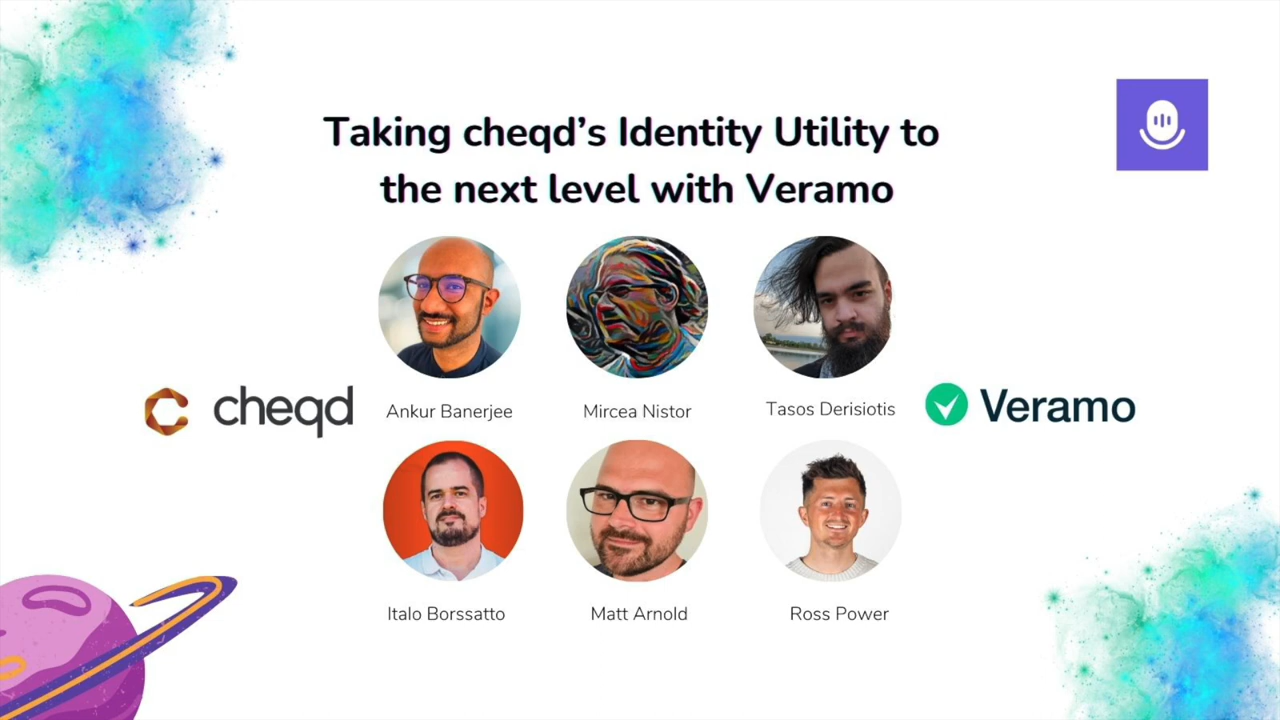 Taking cheqd’s Identity Utility to
the next level with Veramo
cheqd
Ankur Banerjee
Mircea Nistor
Tasos Derisiotis
Veramo
Italo Borssatto
Matt Arnold
Ross Power